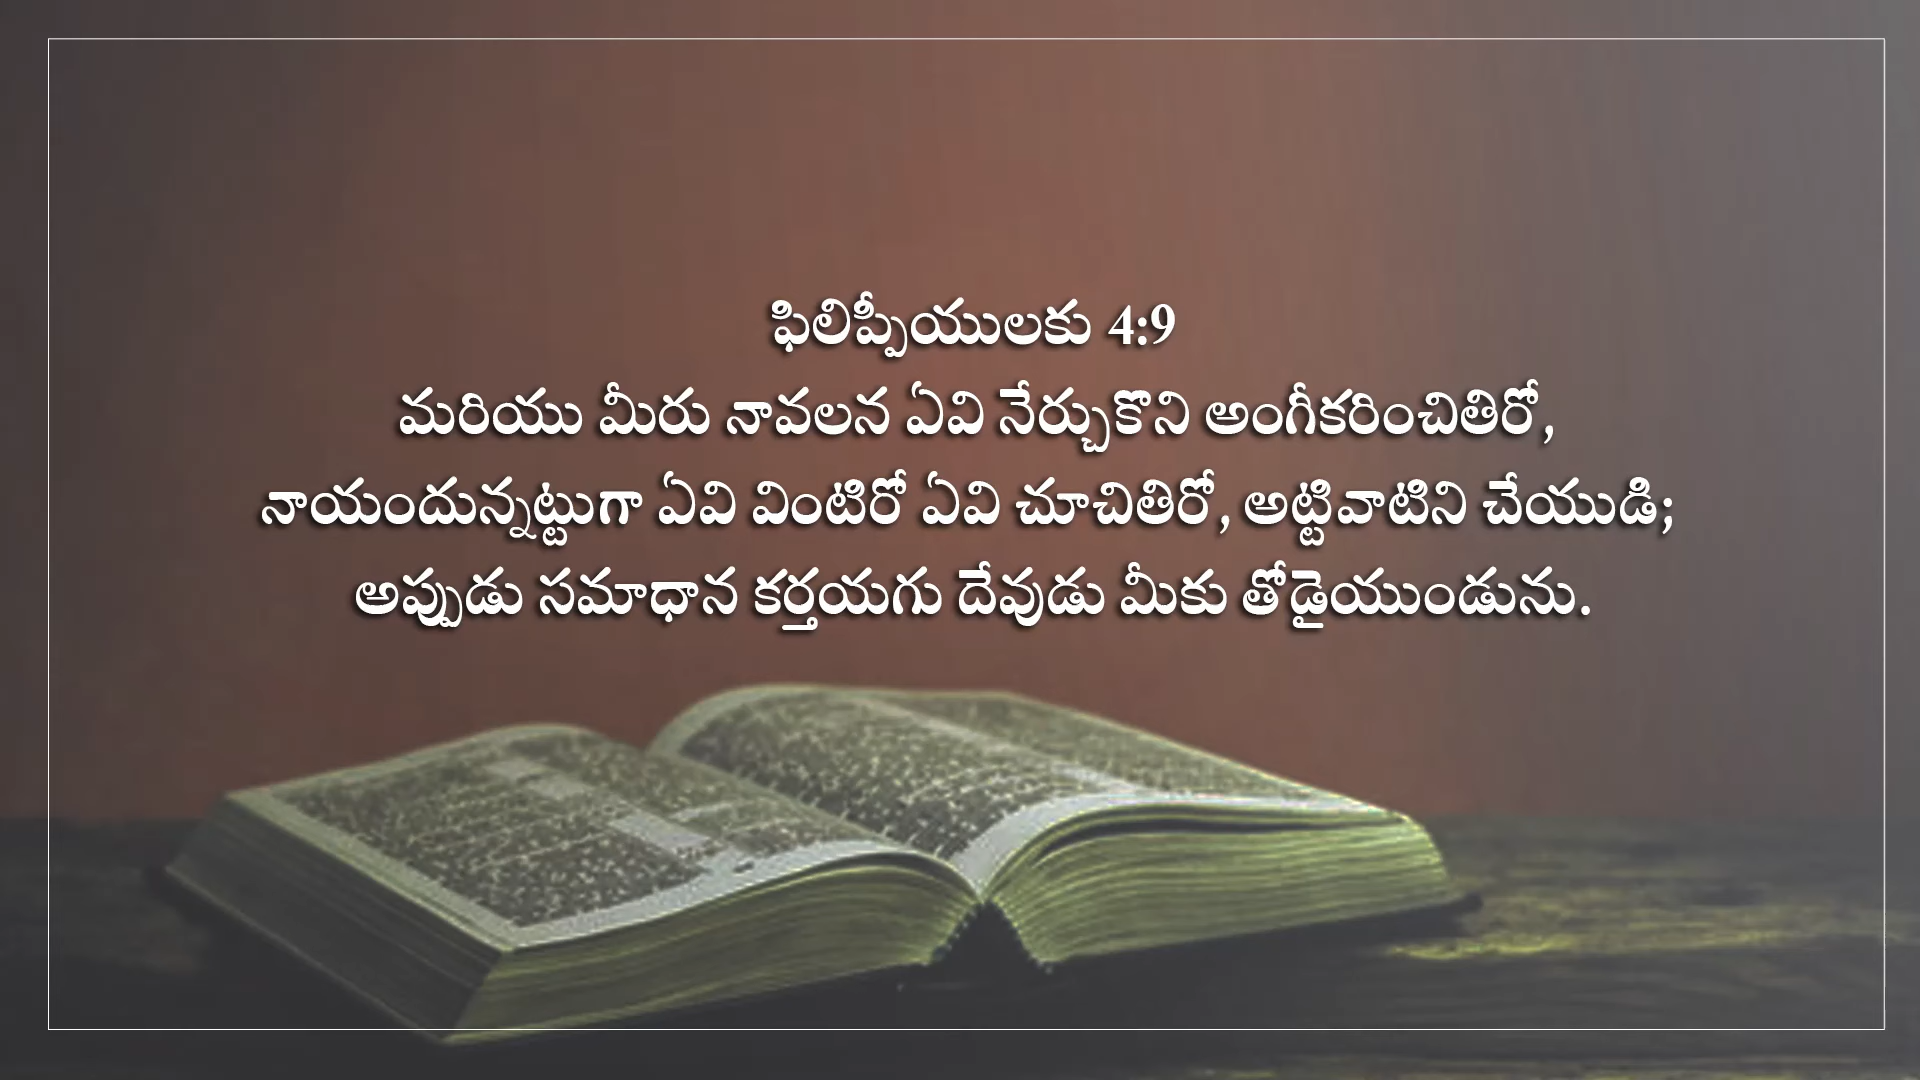 ఫిలిప్పీయులకు 4:9
మరియు మీరు నావలన ఏవి నేర్చుకొని అంగీకరించితిరో,
నాయందున్నట్టుగా ఏవి వింటిరో ఏవి చూచితిరో, అట్టివాటిని చేయుడి;
అప్పుడు సమాధాన కర్తయగు దేవుడు మీకు తోడైయుండును.